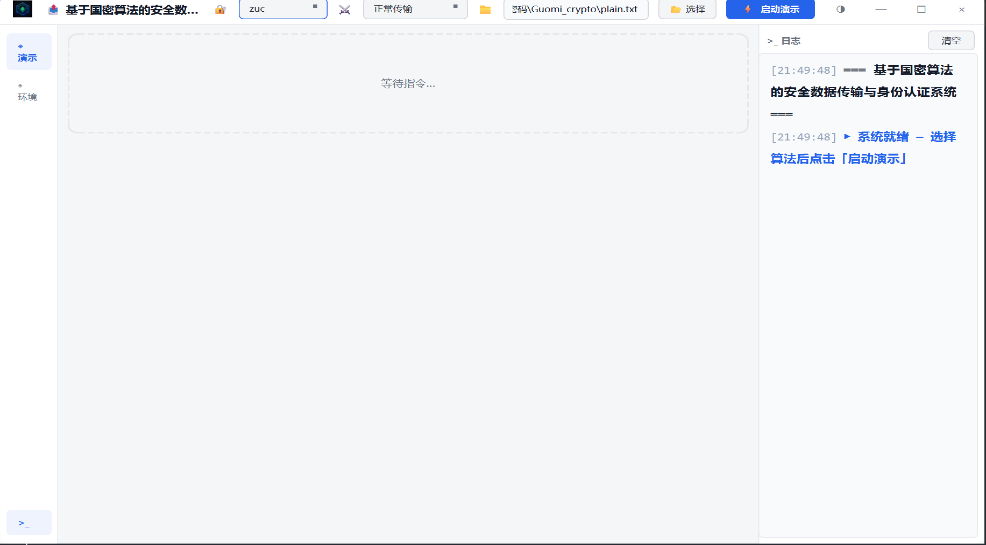 基于国密算法的安全数...
zuc
正常传输
密码\Guomi_crypto\plain.txt
选择
启动演示
演示
环境
>_
等待指令...
>_ 日志
清空
[21:49:48] === 基于国密算法
的安全数据传输与身份认证系统
===
[21:49:48] ▶ 系统就绪 — 选择
算法后点击「启动演示」